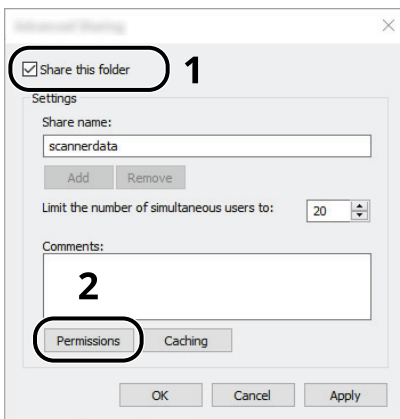 Share this folder 1
Settings
Share name:
scannerdata
Add Remove
Limit the number of simultaneous users to: 20
Comments:
2
Permissions Caching
OK Cancel Apply